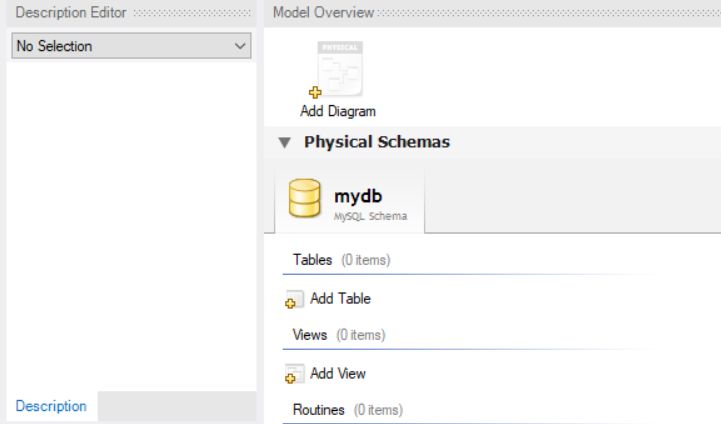 Description Editor
No Selection
Description
Model Overview
PHYSICAL
Add Diagram
Physical Schemas
mydb
MySQL Schema
Tables (0 items)
Add Table
Views (0 items)
Add View
Routines (0 items)